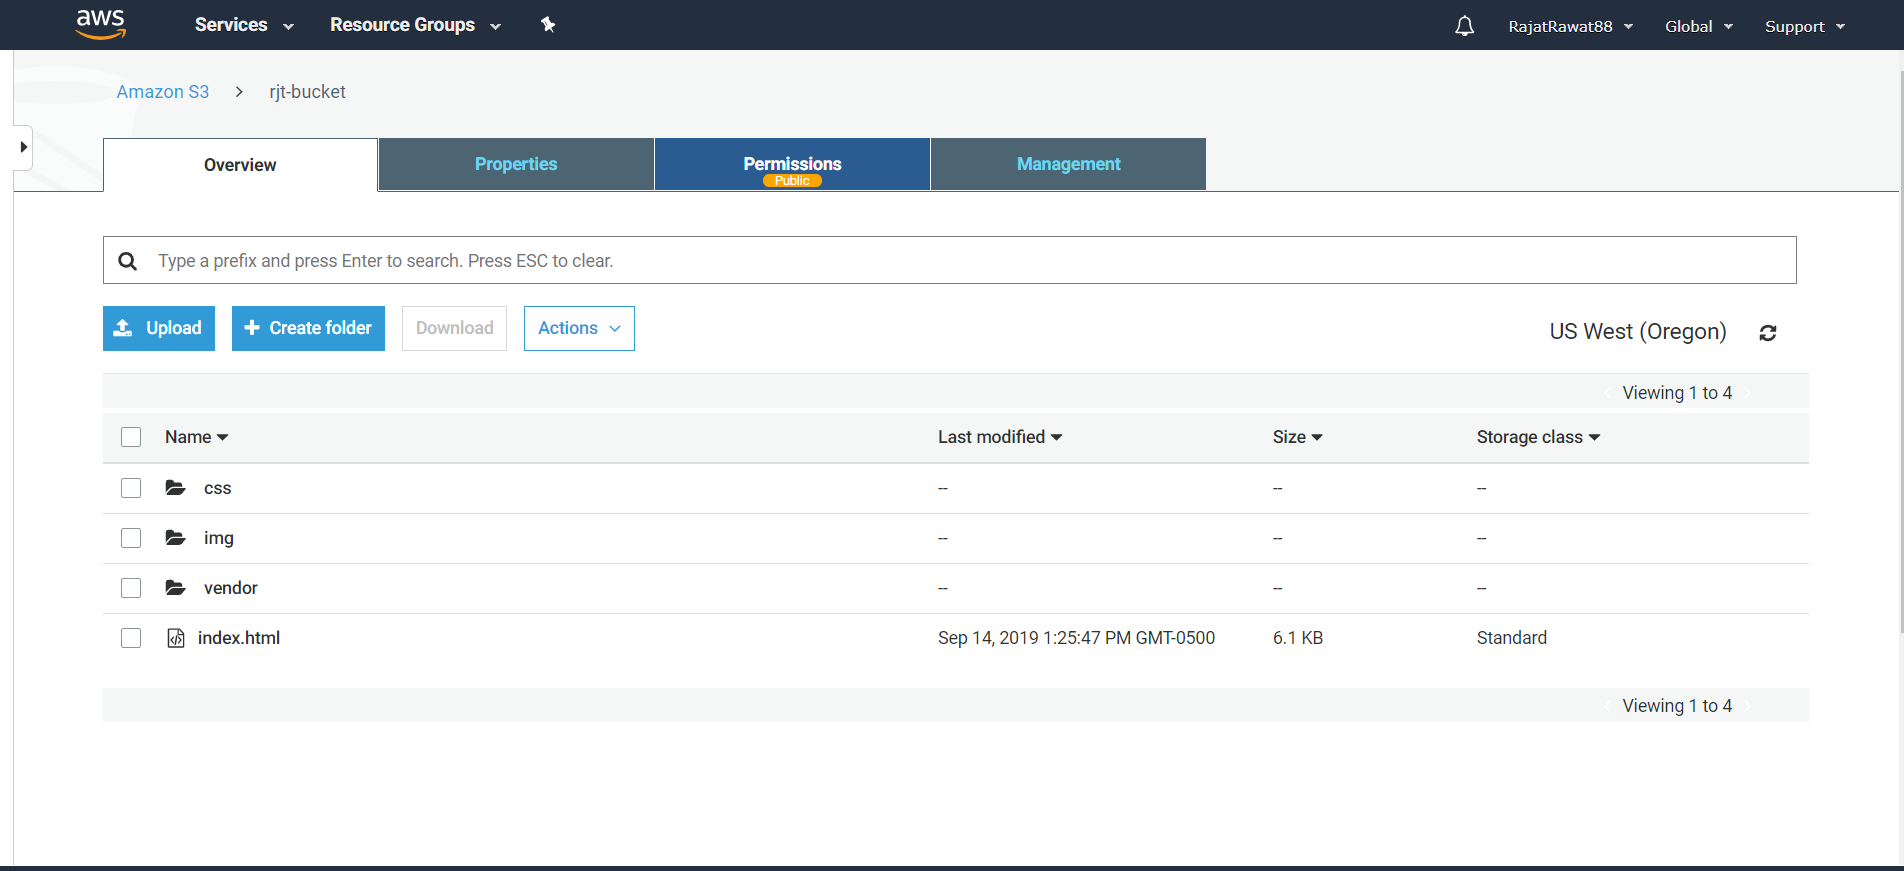 aws Services Resource Groups RajatRawat88 Global Support
Amazon S3 > rjt-bucket
Overview Properties Permissions Management
Public
Type a prefix and press Enter to search. Press ESC to clear.
Upload Create folder Download Actions US West (Oregon)
Viewing 1 to 4
Name Last modified Size Storage class
css -- -- --
img -- -- --
vendor -- -- --
index.html Sep 14, 2019 1:25:47 PM GMT-0500 6.1 KB Standard
Viewing 1 to 4